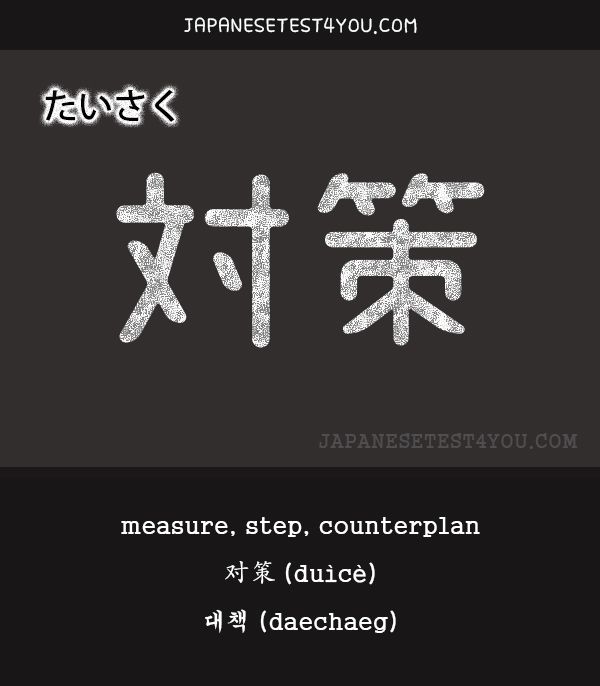 JAPANESETEST4YOU.COM
たいさく
対策
JAPANESETEST4YOU.COM
measure, step, counterplan
对策 (duìcè)
대책 (daechaeg)